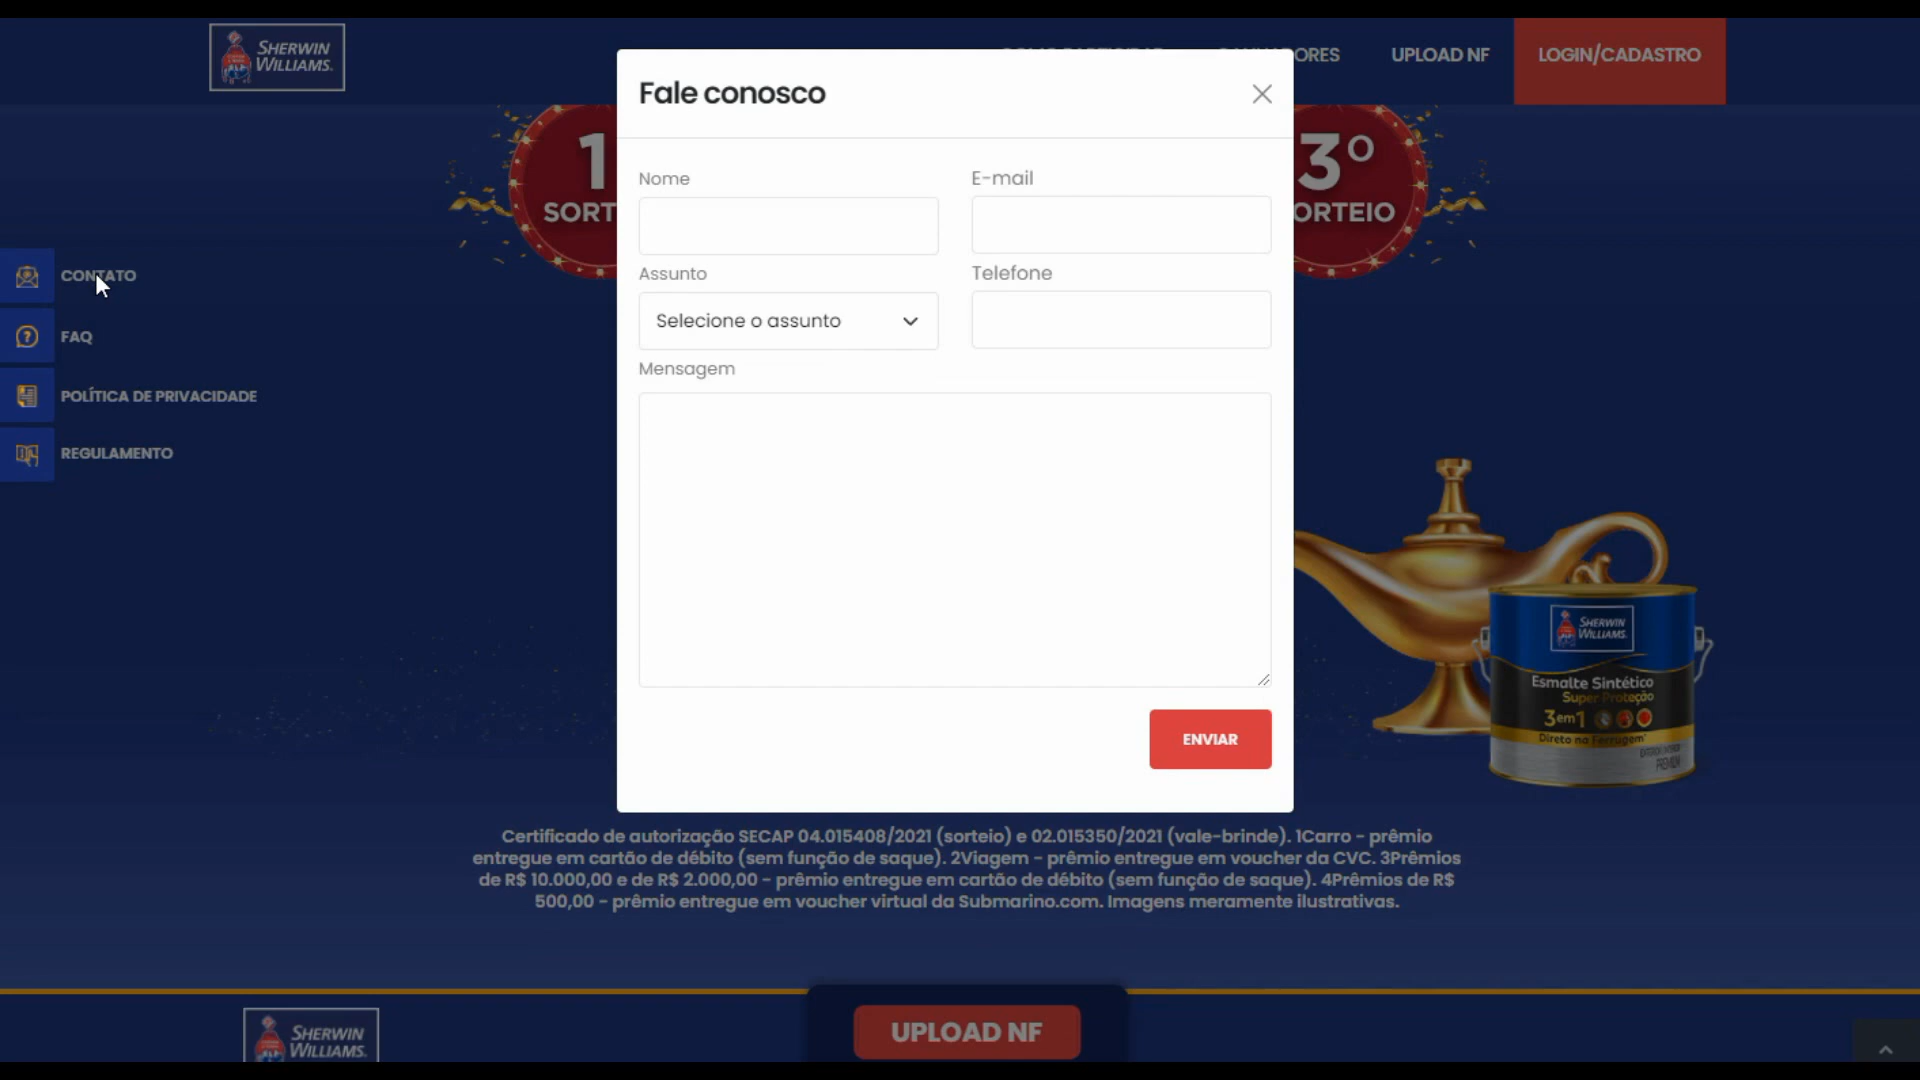 SHERWIN
WILLIAMS.
UPLOAD NF
LOGIN/CADASTRO
Fale conosco
Nome
E-mail
Assunto
Telefone
Selecione o assunto
Mensagem
ENVIAR
CONTATO
FAQ
POLÍTICA DE PRIVACIDADE
REGULAMENTO
1
3º
SHERWIN
WILLIAMS.
Esmalte Sintético
Super Proteção
3em1
Direto na Ferrugem
PREMIUM
Certificado de autorização SECAP 04.015408/2021 (sorteio) e 02.015350/2021 (vale-brinde). 1Carro - prêmio
entregue em cartão de débito (sem função de saque). 2Viagem - prêmio entregue em voucher da CVC. 3Prêmios
de R$ 10.000,00 e de R$ 2.000,00 - prêmio entregue em cartão de débito (sem função de saque). 4Prêmios de R$
500,00 - prêmio entregue em voucher virtual da Submarino.com. Imagens meramente ilustrativas.
SHERWIN
WILLIAMS.
UPLOAD NF